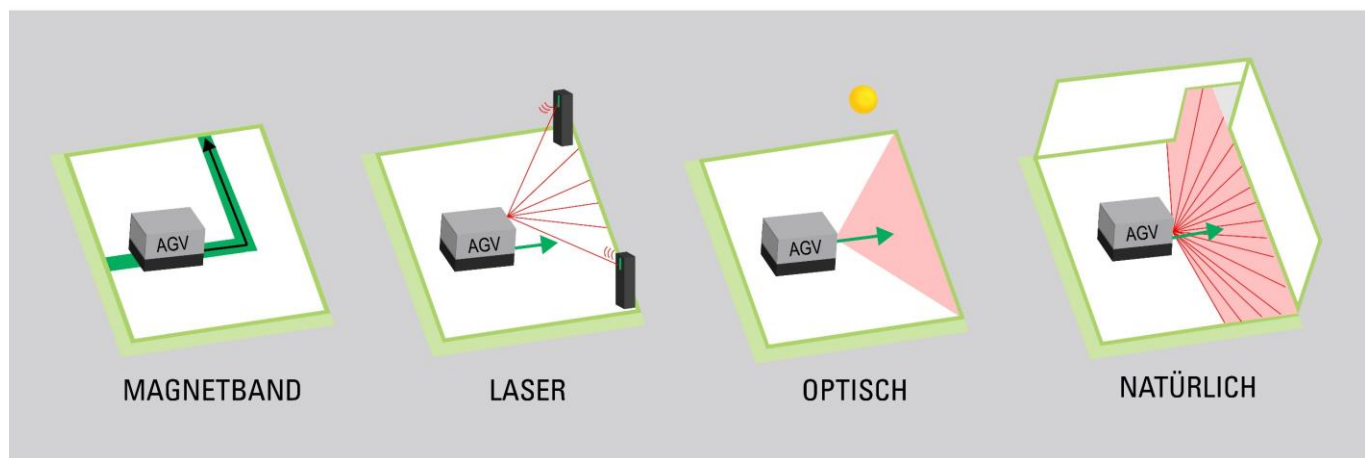 AGV
AGV
AGV
AGV
MAGNETBAND
LASER
OPTISCH
NATÜRLICH